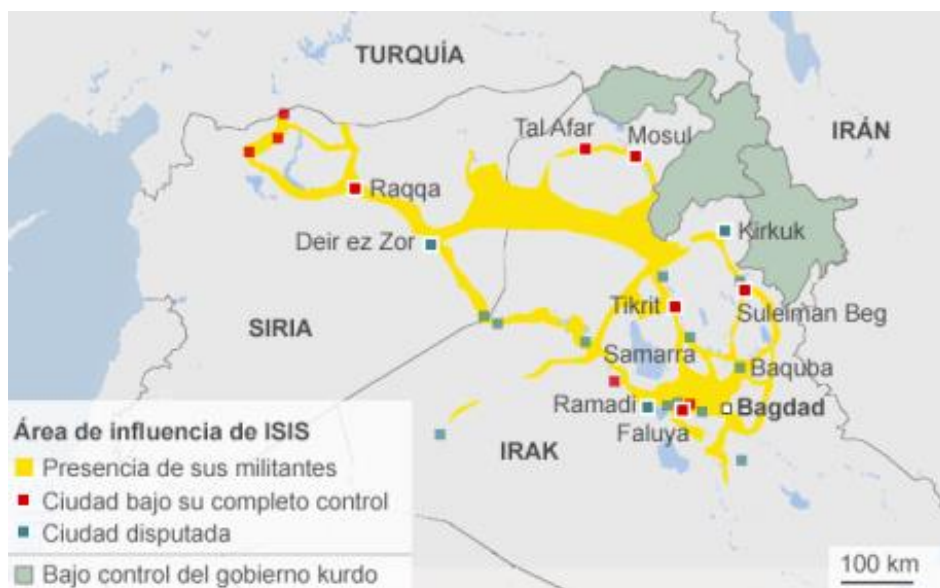 TURQUÍA
Tal Afar
Mosul
IRÁN
Raqqa
Kirkuk
Deir ez Zor
Tikrit
Suleiman Beg
SIRIA
Samarra
Baquba
Ramadi
Bagdad
Faluya
IRAK
Área de influencia de ISIS
Presencia de sus militantes
Ciudad bajo su completo control
Ciudad disputada
Bajo control del gobierno kurdo
100 km